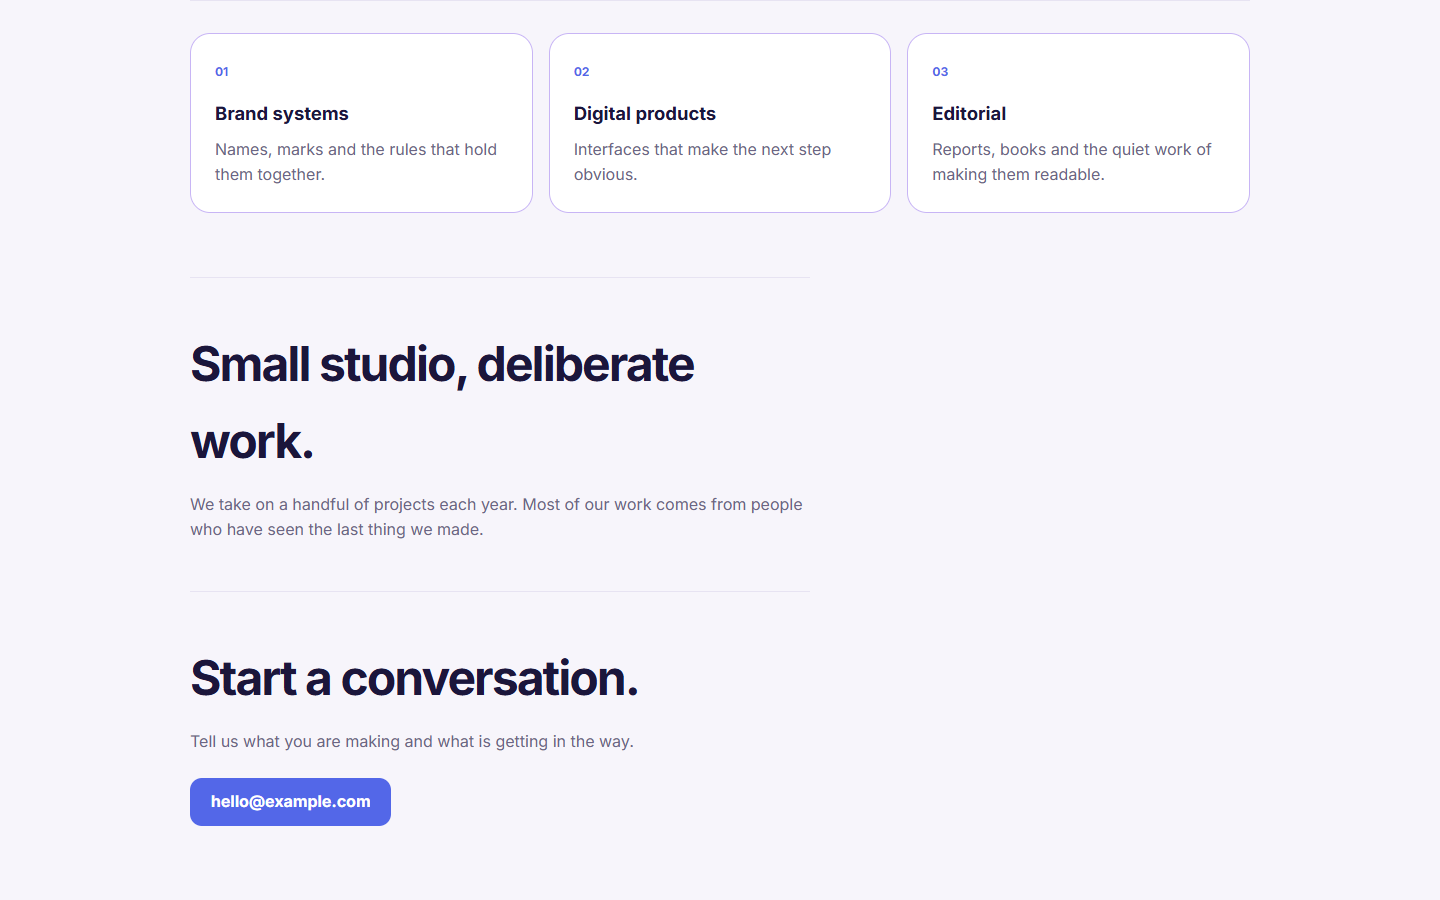 01
Brand systems
Names, marks and the rules that hold
them together.
02
Digital products
Interfaces that make the next step
obvious.
03
Editorial
Reports, books and the quiet work of
making them readable.
Small studio, deliberate
work.
We take on a handful of projects each year. Most of our work comes from people
who have seen the last thing we made.
Start a conversation.
Tell us what you are making and what is getting in the way.
hello@example.com